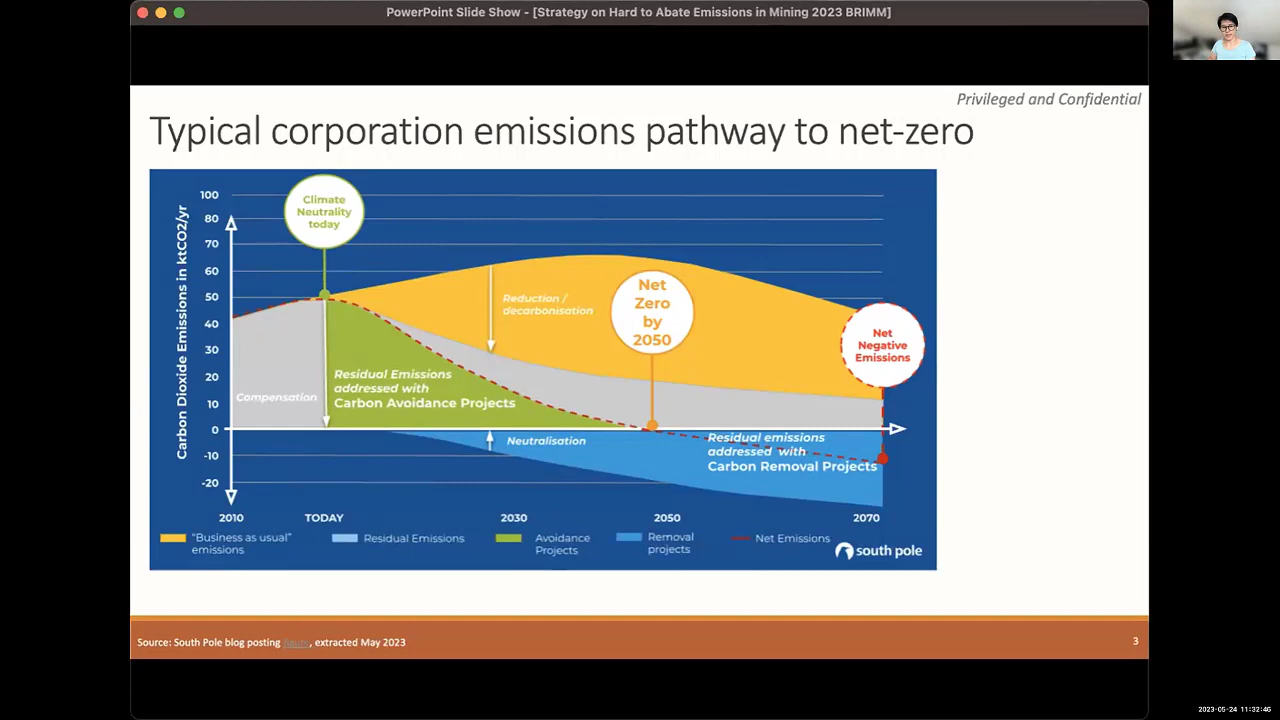 PowerPoint Slide Show - [Strategy on Hard to Abate Emissions in Mining 2023 BRIMM]
Privileged and Confidential
Typical corporation emissions pathway to net-zero
Carbon Dioxide Emissions in ktCO2/yr
100
80
70
60
50
40
30
20
10
0
-10
-20
Climate
Neutrality
today
Reduction /
decarbonisation
Net
Zero
by
2050
Net
Negative
Emissions
Compensation
Residual Emissions
addressed with
Carbon Avoidance Projects
Neutralisation
Residual emissions
addressed with
Carbon Removal Projects
2010
TODAY
2030
2050
2070
"Business as usual"
emissions
Residual Emissions
Avoidance
Projects
Removal
projects
Net Emissions
south pole
Source: South Pole blog posting , extracted May 2023
3
2023-05-24 11:32:46